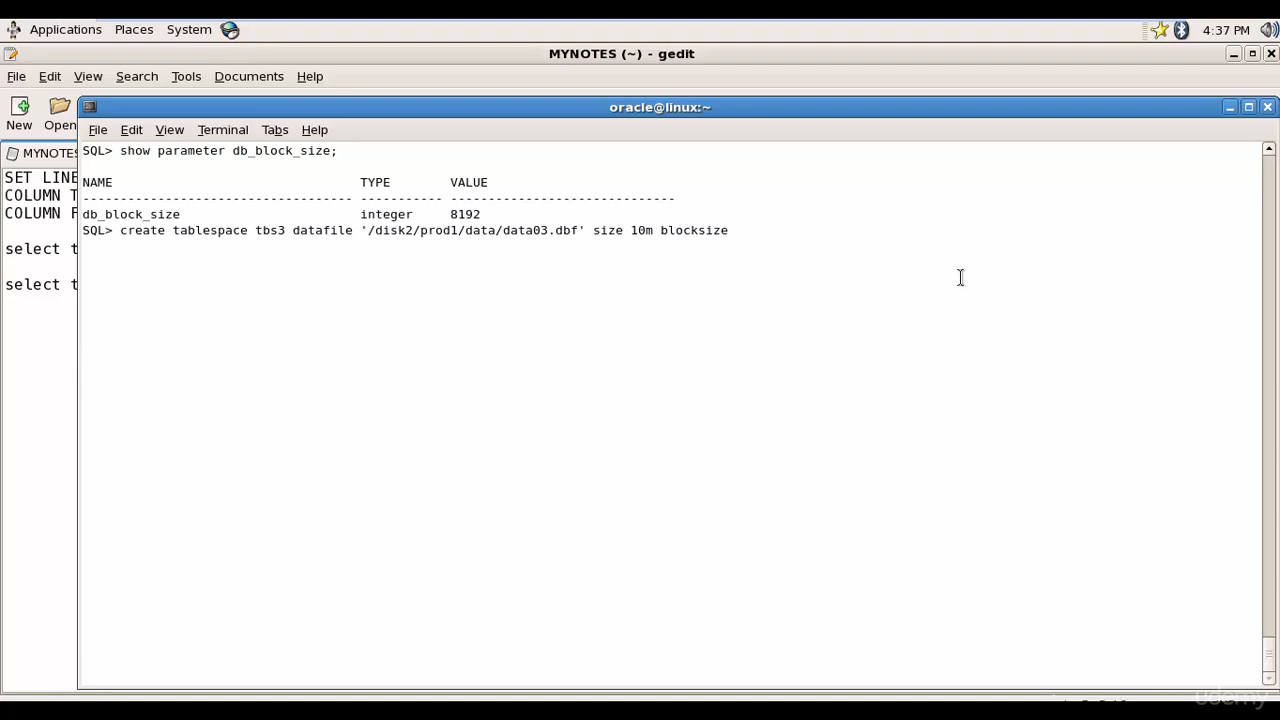 Applications Places System 4:37 PM
MYNOTES (~) - gedit
File Edit View Search Tools Documents Help
New Open
oracle@linux:~
File Edit View Terminal Tabs Help
MYNOTES
SQL> show parameter db_block_size;
SET LINE
NAME TYPE VALUE
COLUMN T
------------------------------------ ----------- ------------------------------
COLUMN F
db_block_size integer 8192
SQL> create tablespace tbs3 datafile '/disk2/prod1/data/data03.dbf' size 10m blocksize
select t
select t
udemy